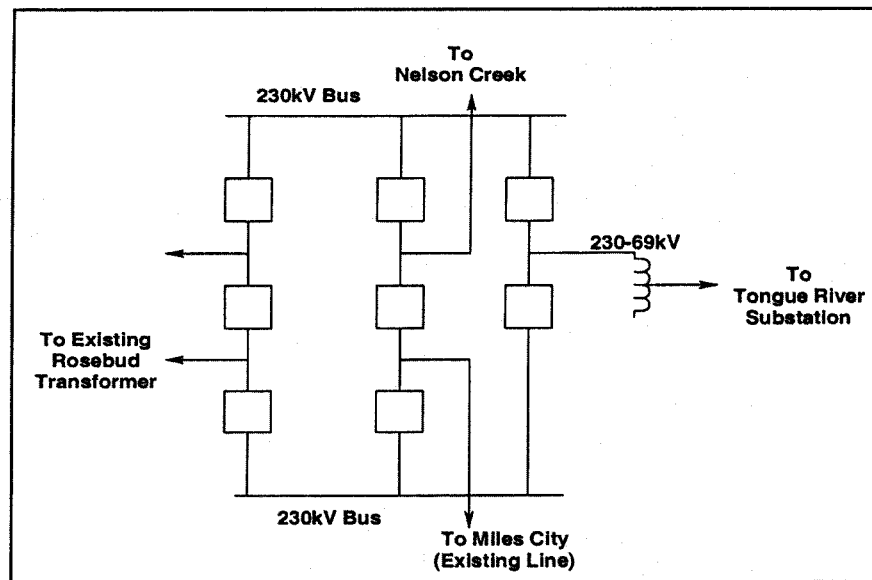 To
Nelson Creek
230kV Bus
230-69kV
To
Tongue River
Substation
To Existing
Rosebud
Transformer
230kV Bus
To Miles City
(Existing Line)